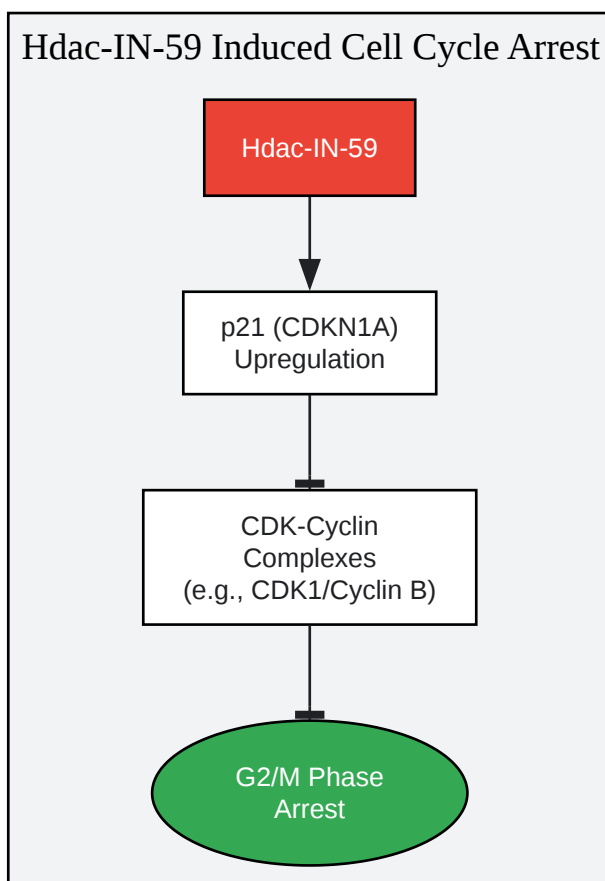 Hdac-IN-59 Induced Cell Cycle Arrest
Hdac-IN-59
p21 (CDKN1A)
Upregulation
CDK-Cyclin
Complexes
(e.g., CDK1/Cyclin B)
G2/M Phase
Arrest